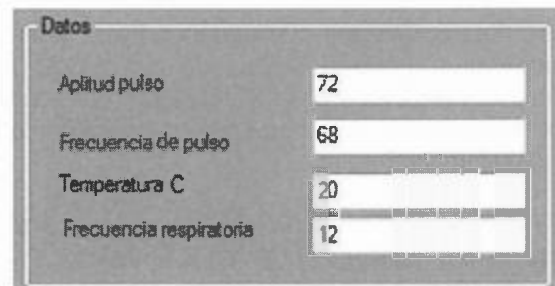 Datos
Aplitud pulso 72
Frecuencia de pulso 68
Temperatura C 20
Frecuencia respiratoria 12